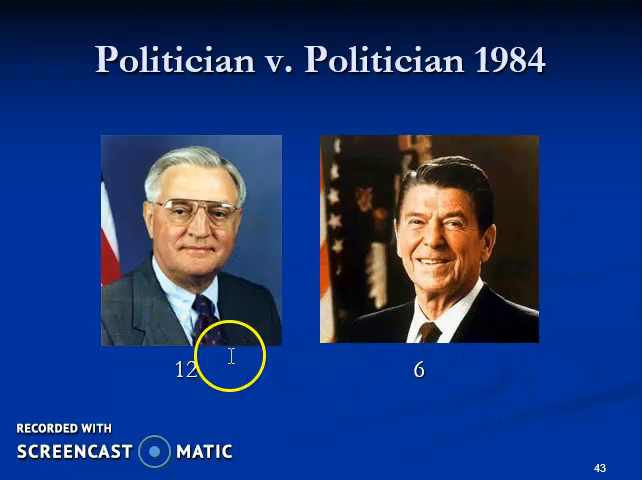 Politician v. Politician 1984
12
6
RECORDED WITH
SCREENCAST MATIC
43